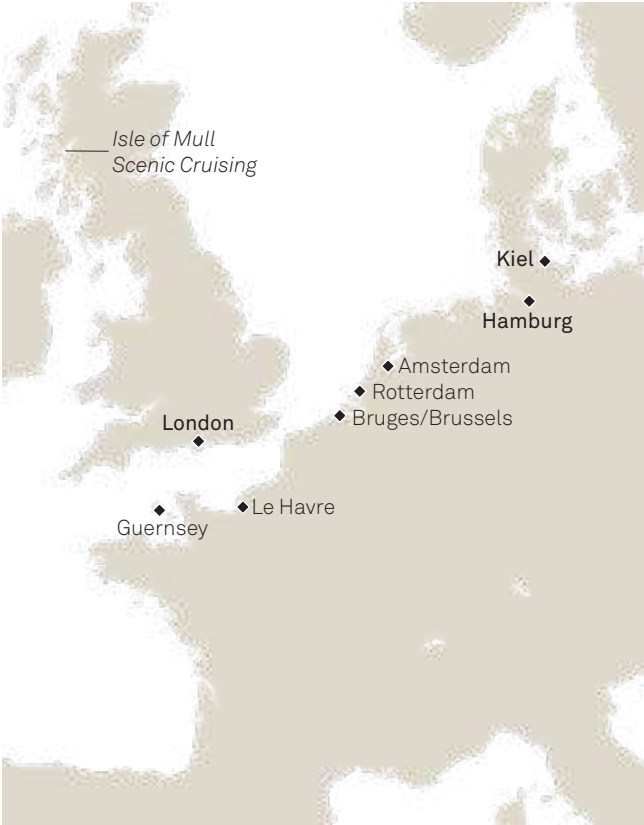 Isle of Mull
Scenic Cruising
Kiel
Hamburg
Amsterdam
Rotterdam
Bruges/Brussels
London
Le Havre
Guernsey